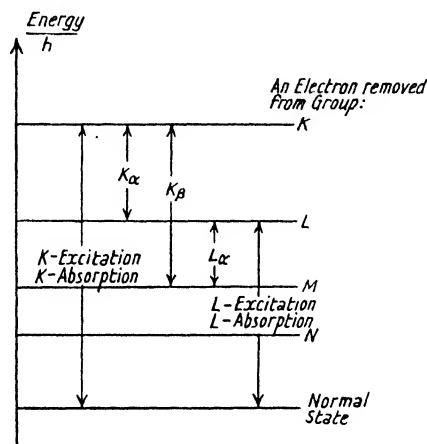 Energy
h
An Electron removed
from Group:
K
Kα
Kβ
L
K-Excitation
K-Absorption
Lα
M
L-Excitation
L-Absorption
N
Normal
State